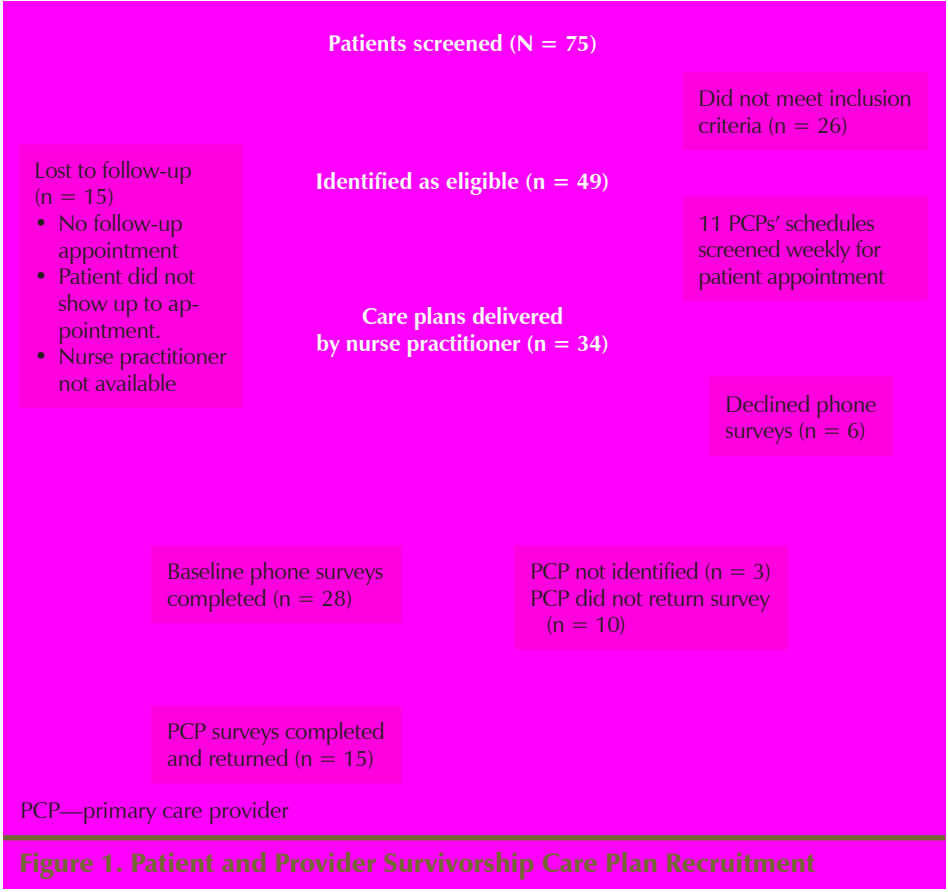 Patients screened (N = 75)
Did not meet inclusion
criteria (n = 26)
Lost to follow-up
(n = 15)
• No follow-up
appointment
• Patient did not
show up to ap-
pointment.
• Nurse practitioner
not available
Identified as eligible (n = 49)
11 PCPs’ schedules
screened weekly for
patient appointment
Care plans delivered
by nurse practitioner (n = 34)
Declined phone
surveys (n = 6)
Baseline phone surveys
completed (n = 28)
PCP not identified (n = 3)
PCP did not return survey
(n = 10)
PCP surveys completed
and returned (n = 15)
PCP—primary care provider
Figure 1. Patient and Provider Survivorship Care Plan Recruitment